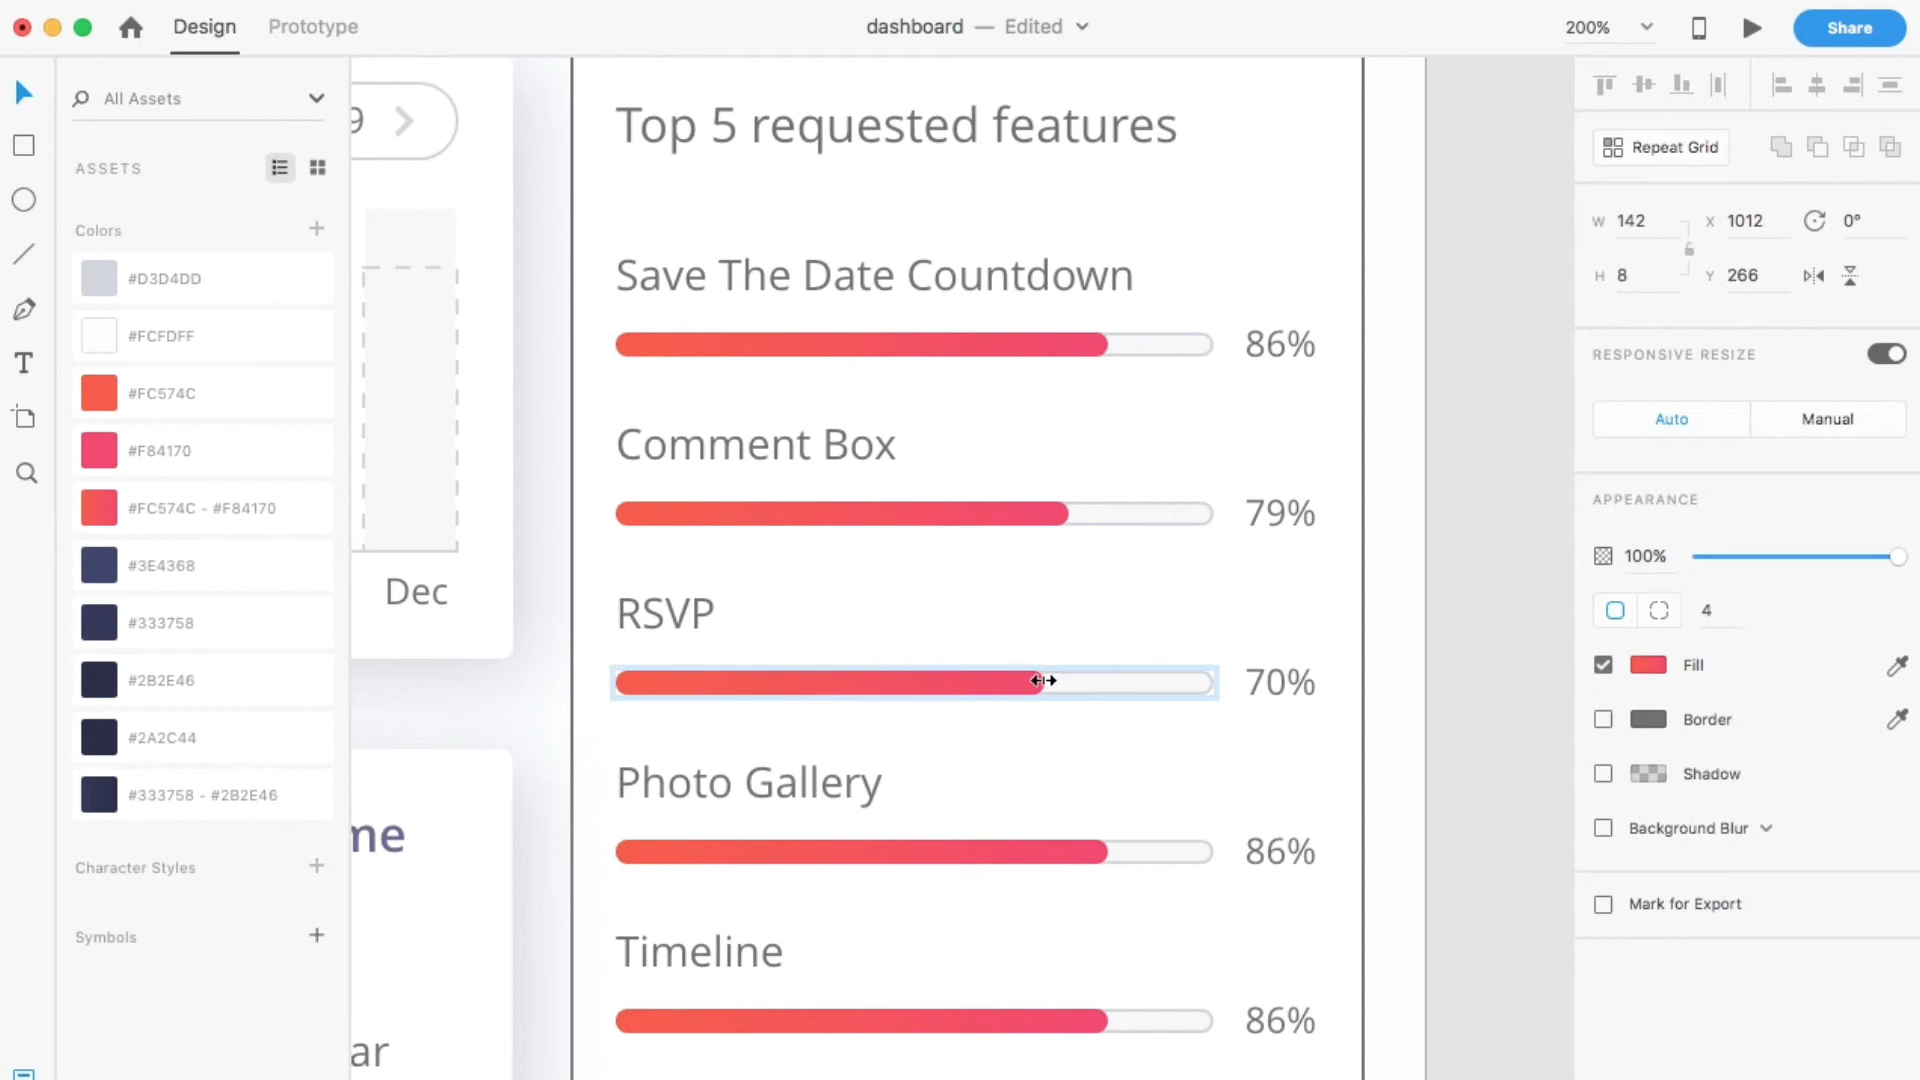 Design
Prototype
dashboard — Edited
200%
Share
All Assets
ASSETS
Colors
#D3D4DD
#FCFDFF
#FC574C
#F84170
#FC574C - #F84170
#3E4368
#333758
#2B2E46
#2A2C44
#333758 - #2B2E46
Character Styles
Symbols
9
Dec
me
ar
Top 5 requested features
Save The Date Countdown
86%
Comment Box
79%
RSVP
70%
Photo Gallery
86%
Timeline
86%
Repeat Grid
W 142 X 1012 0°
H 8 Y 266
RESPONSIVE RESIZE
Auto Manual
APPEARANCE
100%
4
Fill
Border
Shadow
Background Blur
Mark for Export